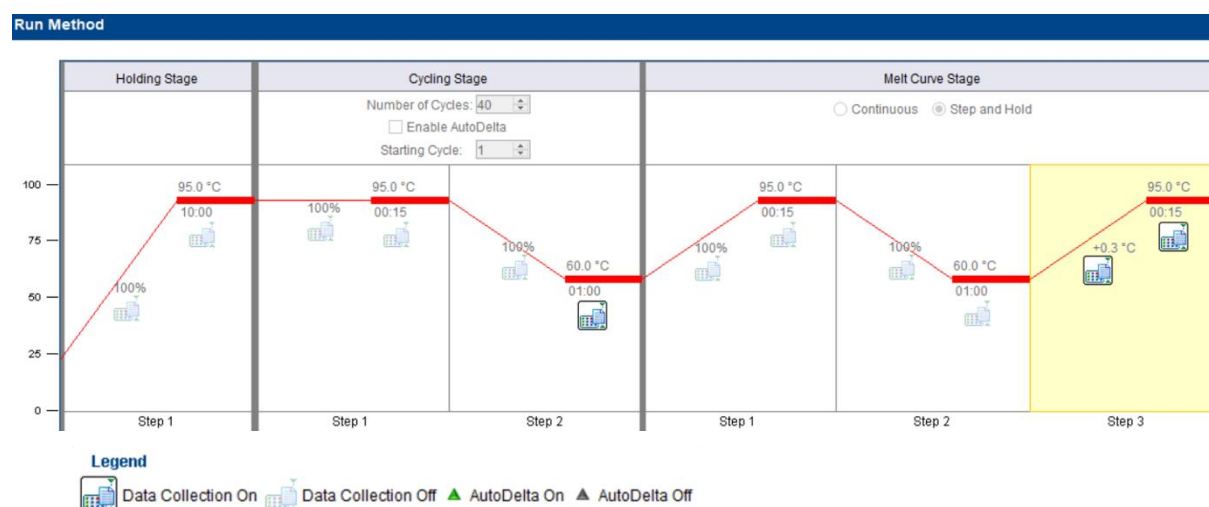 Run Method
Holding Stage
Cycling Stage
Melt Curve Stage
Number of Cycles: 40
Enable AutoDelta
Starting Cycle: 1
Continuous Step and Hold
100
75
50
25
0
100%
95.0 °C
10:00
100%
95.0 °C
00:15
100%
60.0 °C
01:00
100%
95.0 °C
00:15
100%
60.0 °C
01:00
+0.3 °C
95.0 °C
00:15
Step 1
Step 1
Step 2
Step 1
Step 2
Step 3
Legend
Data Collection On Data Collection Off AutoDelta On AutoDelta Off